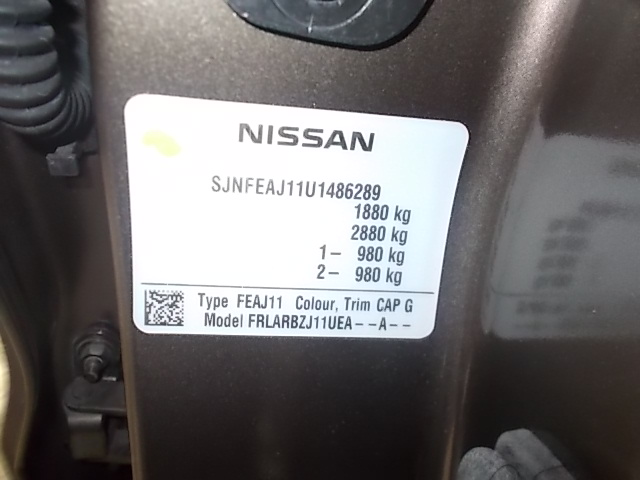 NISSAN
SJNFEAJ11U1486289
1880 kg
2880 kg
1- 980 kg
2- 980 kg
Type FEAJ11 Colour, Trim CAP G
Model FRLARBZJ11UEA--A--